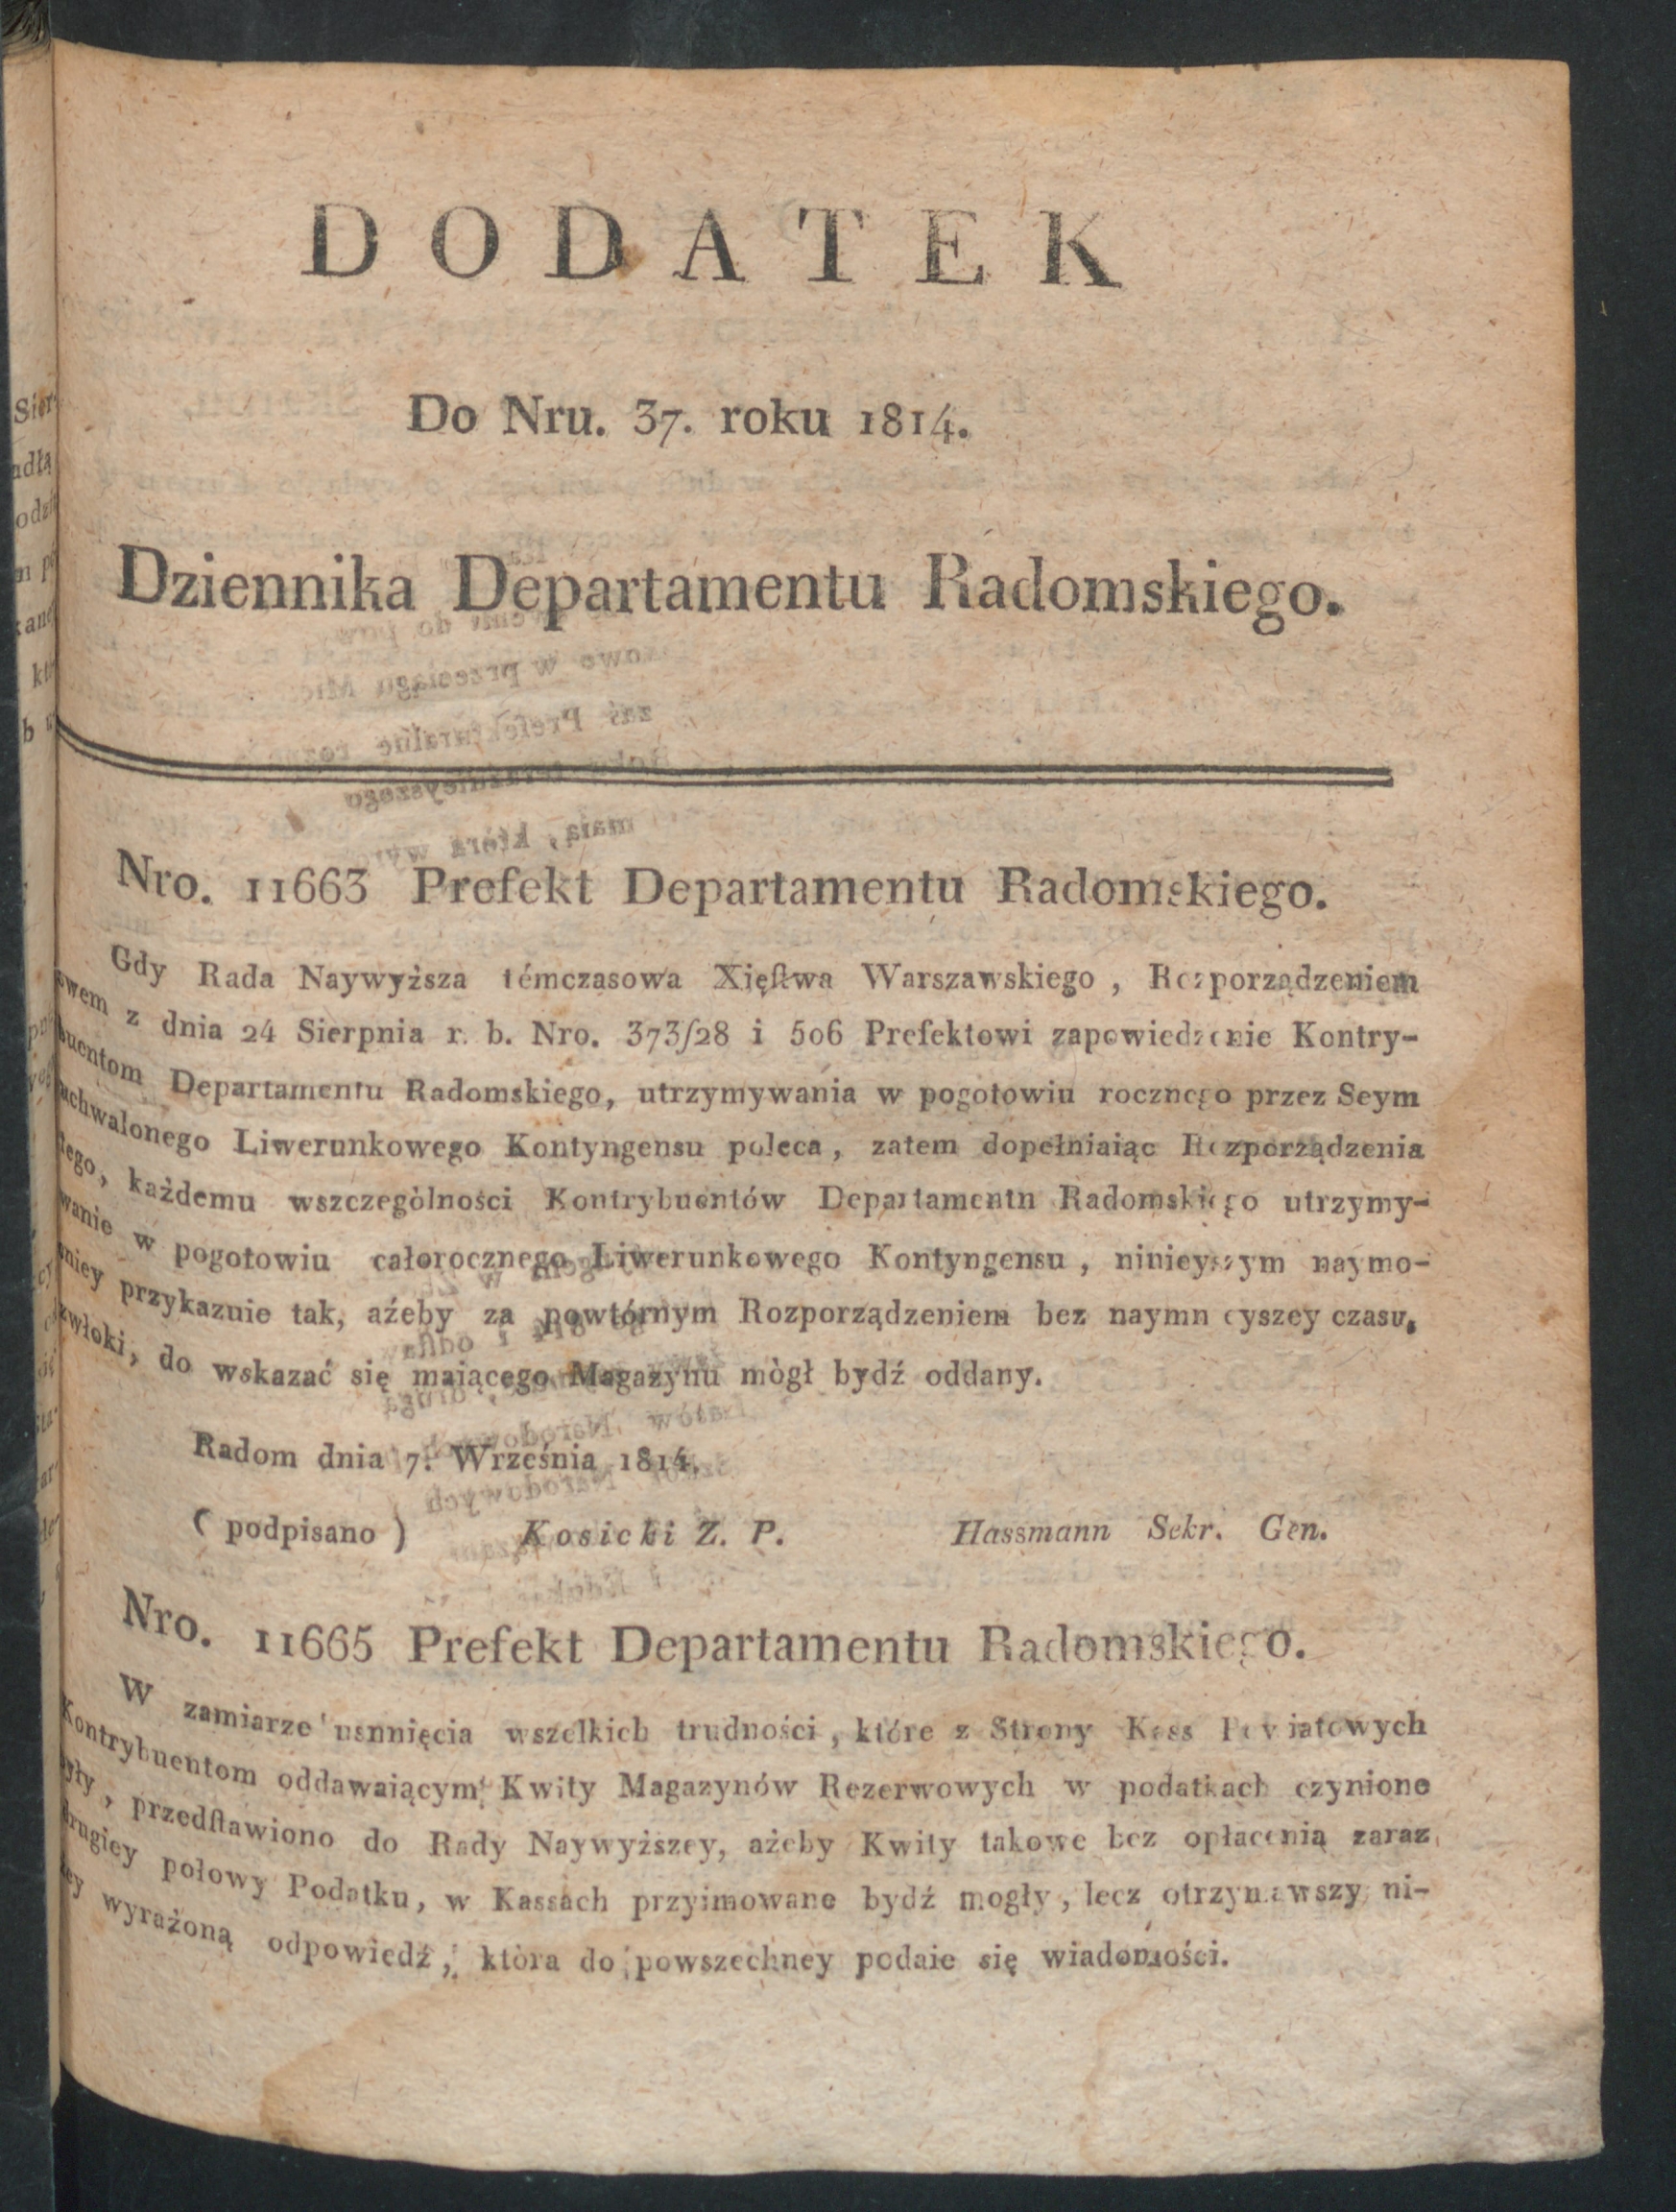 DODATEK
Do Nru. 37. roku 1814.
Dziennika Departamentu Radomskiego.
Nro. 11663 Prefekt Departamentu Radomskiego.
Gdy Rada Naywyższa témczasowa Xięstwa Warszawskiego, Rozporządzeniem
swem z dnia 24 Sierpnia r. b. Nro. 373/28 i 506 Prefektowi zapowiedzenie Kontry-
buentom Departamentu Radomskiego, utrzymywania w pogotowiu rocznego przez Seym
uchwalonego Liwerunkowego Kontyngensu poleca, zatem dopełniaiąc Rozporządzenia
tego, każdemu wszczególności Kontrybuentów Departamentn Radomskiego utrzymy-
wanie w pogotowiu całorocznego Liwerunkowego Kontyngensu, ninieyszym naymo-
cniey przykazuie tak, aźeby za powtórnym Rozporządzeniem bez naymnieyszey czasu,
zwłoki, do wskazać się maiącego Magazynu mògł bydź oddany.
Radom dnia 7. Września 1814.
(podpisano) Kosicki Z. P. Hassmann Sekr. Gen.
Nro. 11665 Prefekt Departamentu Radomskiego.
W zamiarze usnnięcia wszelkich trudności, które z Strony Kass Powiatowych
Kontrybuentom oddawaiącym Kwity Magazynów Rezerwowych w podatkach czynione
były, przedstawiono do Rady Naywyższey, ażeby Kwity takowe bez opłacenią zaraz
drugiey połowy Podatku, w Kassach przyimowane bydź mogły, lecz otrzymawszy ni-
żey wyrażoną odpowiedź, ktòra do powszechney podaie się wiadomości.